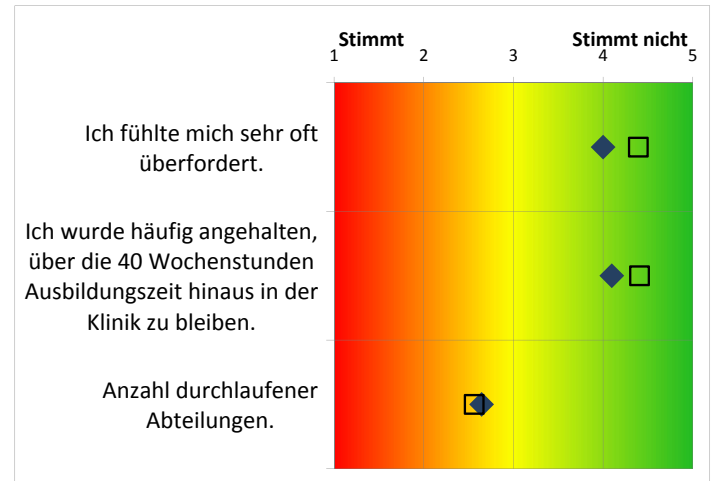 Stimmt Stimmt nicht
1 2 3 4 5
Ich fühlte mich sehr oft
überfordert.
Ich wurde häufig angehalten,
über die 40 Wochenstunden
Ausbildungszeit hinaus in der
Klinik zu bleiben.
Anzahl durchlaufener
Abteilungen.